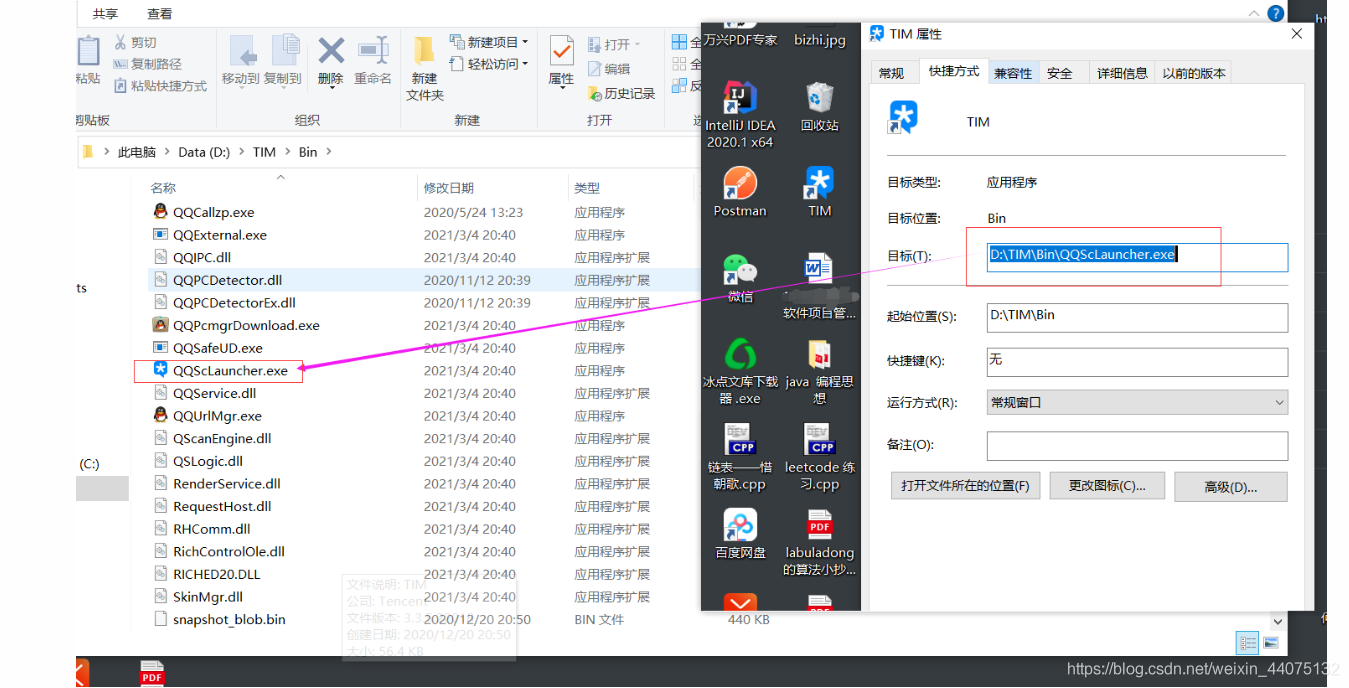 共享 查看
剪切
复制路径
粘贴快捷方式
粘贴
剪贴板
移动到 复制到 删除 重命名
组织
新建项目
轻松访问
新建
文件夹
新建
属性
打开
编辑
历史记录
打开
此电脑 Data (D:) TIM Bin
名称 修改日期 类型
QQCallzp.exe 2020/5/24 13:23 应用程序
QQExternal.exe 2021/3/4 20:40 应用程序
QQIPC.dll 2021/3/4 20:40 应用程序扩展
QQPCDetector.dll 2020/11/12 20:39 应用程序扩展
QQPCDetectorEx.dll 2020/11/12 20:39 应用程序扩展
QQPcmgrDownload.exe 2021/3/4 20:40 应用程序
QQSafeUD.exe 2021/3/4 20:40 应用程序
QQScLauncher.exe 2021/3/4 20:40 应用程序
QQService.dll 2021/3/4 20:40 应用程序扩展
QQUrlMgr.exe 2021/3/4 20:40 应用程序
QScanEngine.dll 2021/3/4 20:40 应用程序扩展
QSLogic.dll 2021/3/4 20:40 应用程序扩展
RenderService.dll 2021/3/4 20:40 应用程序扩展
RequestHost.dll 2021/3/4 20:40 应用程序扩展
RHComm.dll 2021/3/4 20:40 应用程序扩展
RichControlOle.dll 2021/3/4 20:40 应用程序扩展
RICHED20.DLL 2021/3/4 20:40 应用程序扩展
SkinMgr.dll 2021/3/4 20:40 应用程序扩展
snapshot_blob.bin 2020/12/20 20:50 BIN 文件 440 KB
文件说明: TIM
公司: Tencent
文件版本: 3.3
创建日期: 2020/12/20 20:50
大小: 56.4 KB
ts
(C:)
万兴PDF专家 bizhi.jpg
IntelliJ IDEA
2020.1 x64
回收站
Postman TIM
微信
软件项目管...
冰点文库下载
器.exe
java 编程思
想
DEV
CPP
DEV
CPP
链表——惜
朝歌.cpp
leetcode 练
习.cpp
PDF
百度网盘
labuladong
的算法小抄...
PDF
PDF
TIM 属性
常规 快捷方式 兼容性 安全 详细信息 以前的版本
TIM
目标类型: 应用程序
目标位置: Bin
目标(T): D:\TIM\Bin\QQScLauncher.exe
起始位置(S): D:\TIM\Bin
快捷键(K): 无
运行方式(R): 常规窗口
备注(O):
打开文件所在的位置(F) 更改图标(C)... 高级(D)...
https://blog.csdn.net/weixin_44075132